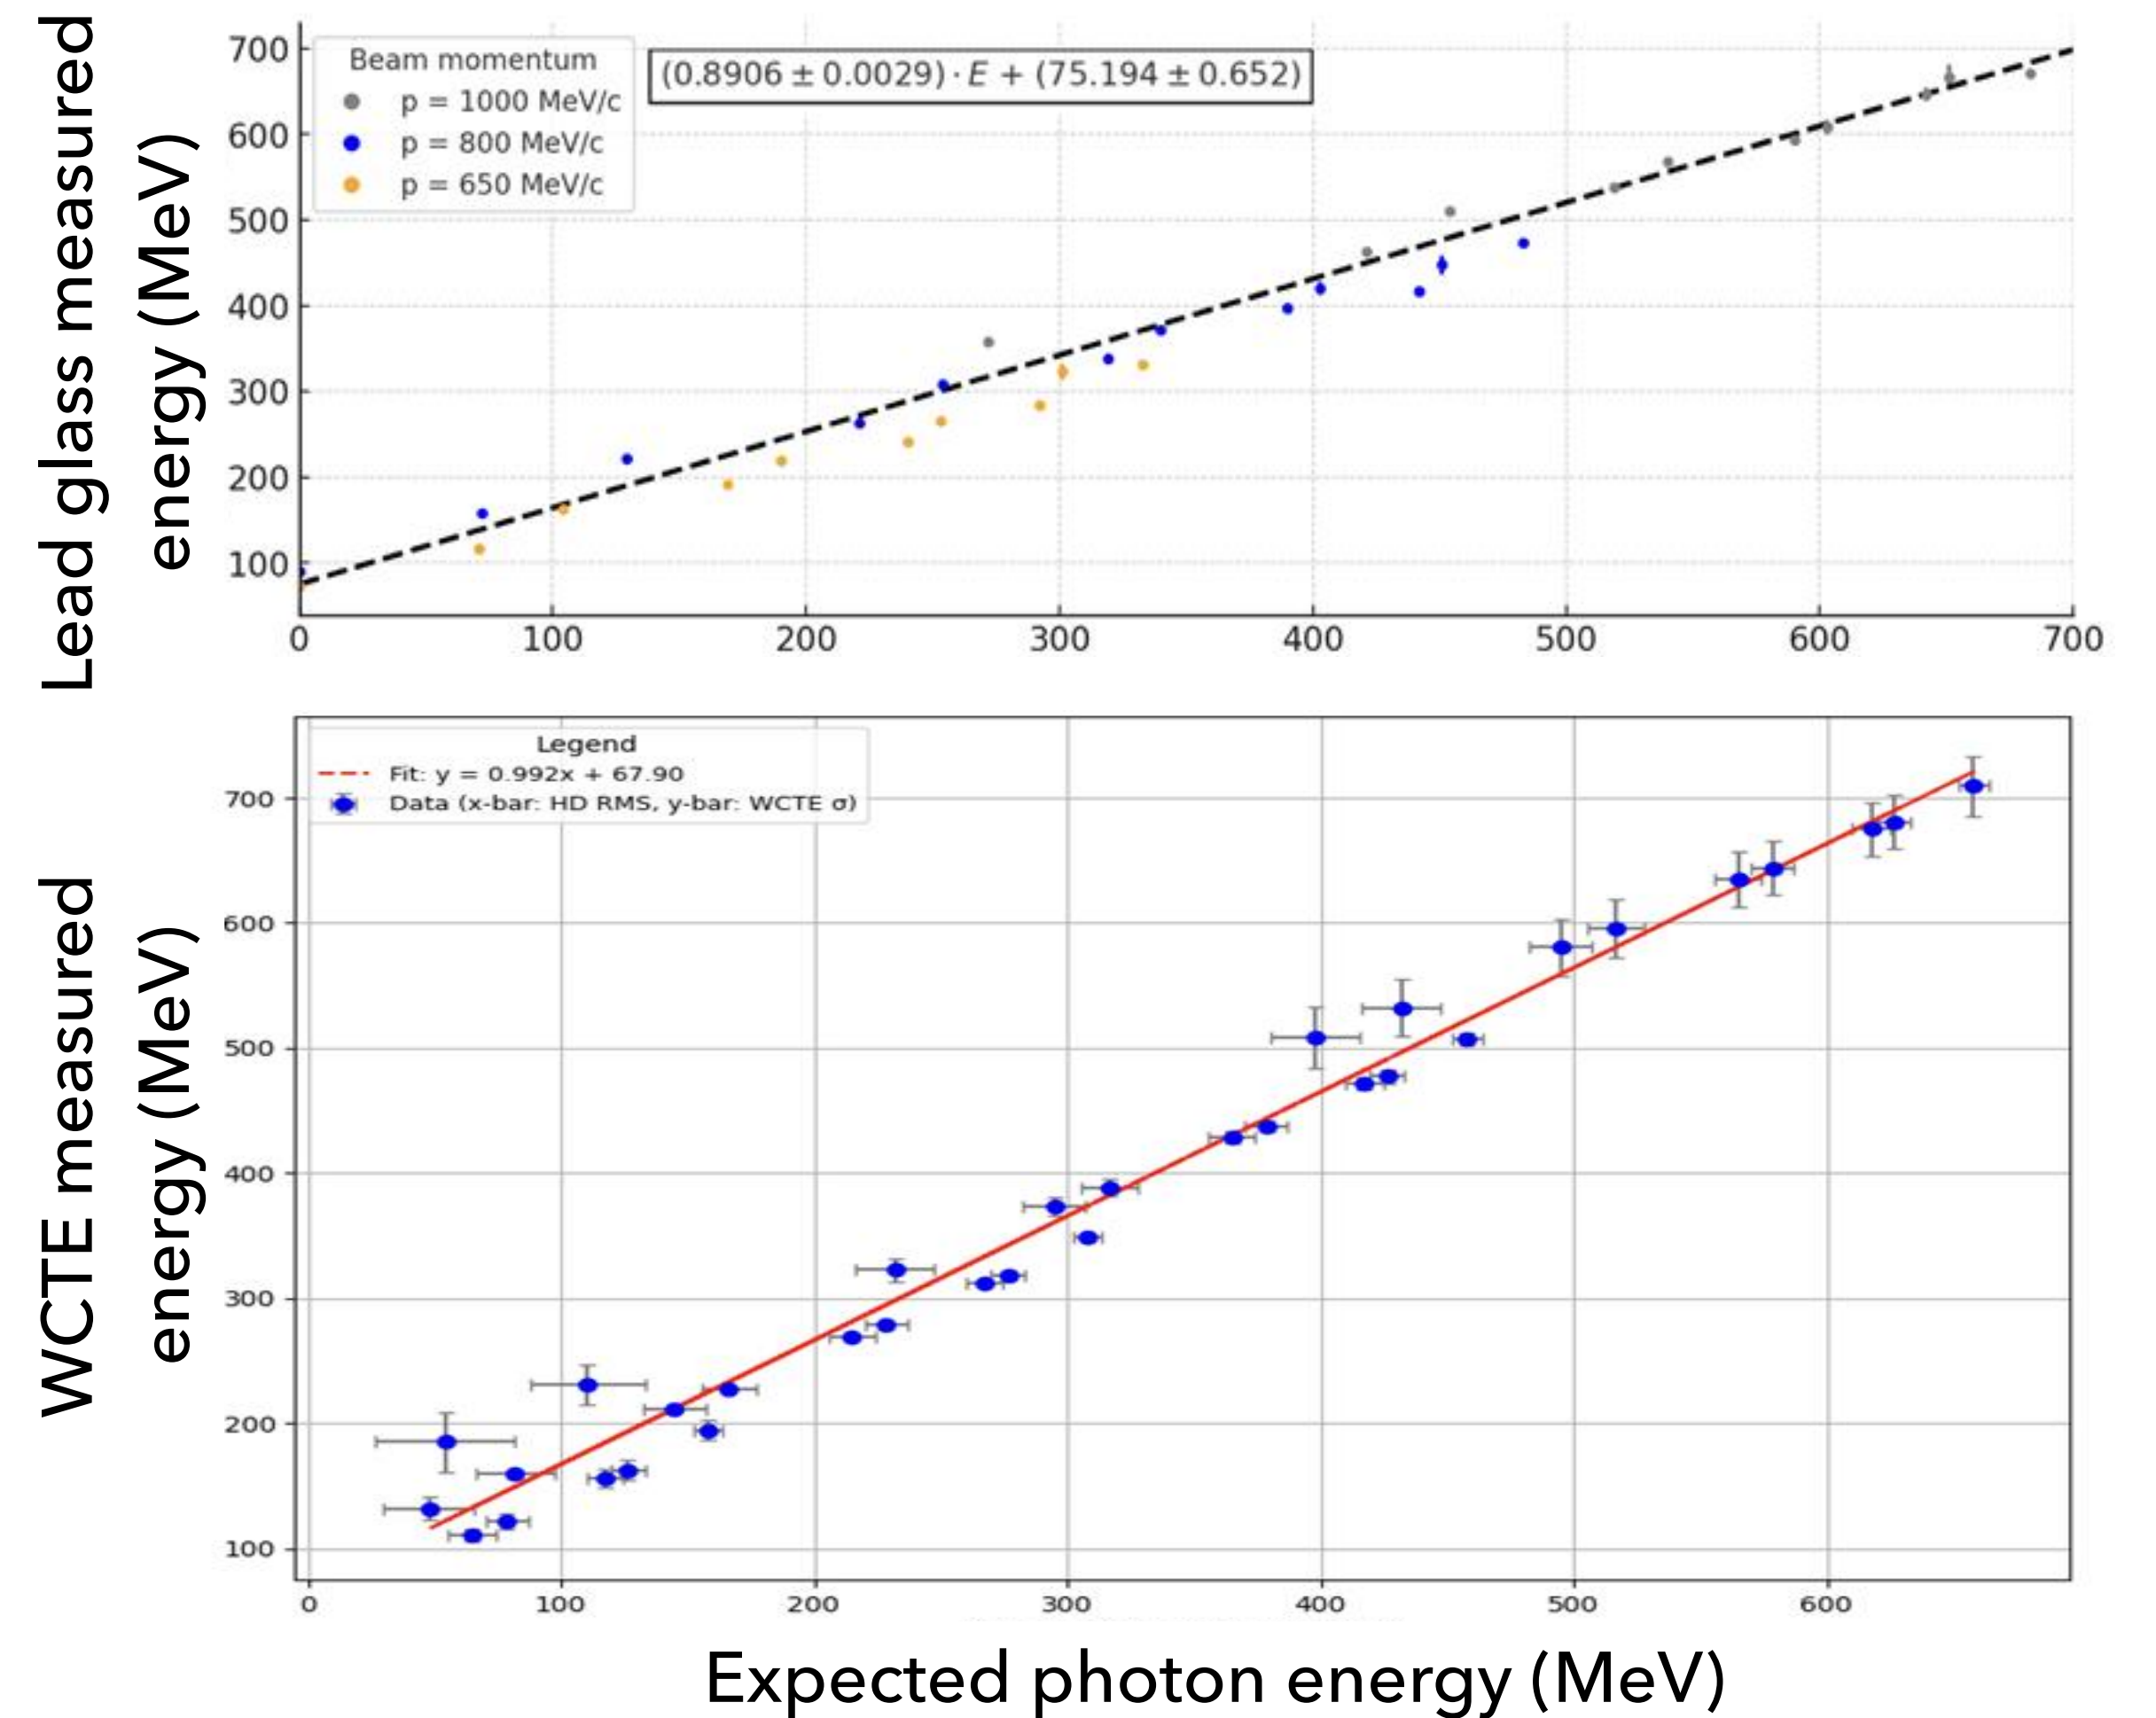 Lead glass measured
energy (MeV)
700
600
500
400
300
200
100
Beam momentum
p = 1000 MeV/c
p = 800 MeV/c
p = 650 MeV/c
(0.8906 ± 0.0029) · E + (75.194 ± 0.652)
0 100 200 300 400 500 600 700
WCTE measured
energy (MeV)
700
600
500
400
300
200
100
Legend
Fit: y = 0.992x + 67.90
Data (x-bar: HD RMS, y-bar: WCTE σ)
0 100 200 300 400 500 600
Expected photon energy (MeV)